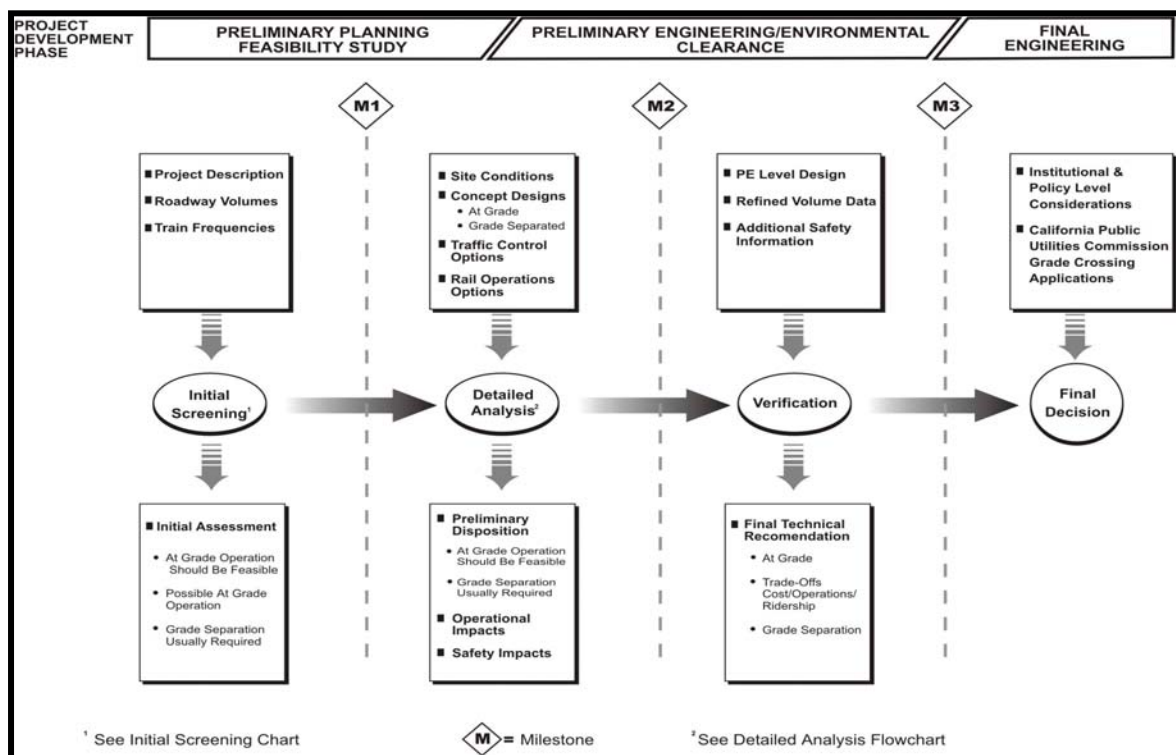 PROJECT
DEVELOPMENT
PHASE
PRELIMINARY PLANNING
FEASIBILITY STUDY
PRELIMINARY ENGINEERING/ENVIRONMENTAL
CLEARANCE
FINAL
ENGINEERING
M1
M2
M3
■ Project Description
■ Roadway Volumes
■ Train Frequencies
■ Site Conditions
■ Concept Designs
• At Grade
• Grade Separated
■ Traffic Control
Options
■ Rail Operations
Options
■ PE Level Design
■ Refined Volume Data
■ Additional Safety
Information
■ Institutional &
Policy Level
Considerations
■ California Public
Utilities Commission
Grade Crossing
Applications
Initial
Screening¹
Detailed
Analysis²
Verification
Final
Decision
■ Initial Assessment
• At Grade Operation
Should Be Feasible
• Possible At Grade
Operation
• Grade Separation
Usually Required
■ Preliminary
Disposition
• At Grade Operation
Should Be Feasible
• Grade Separation
Usually Required
■ Operational
Impacts
■ Safety Impacts
■ Final Technical
Recomendation
• At Grade
• Trade-Offs
Cost/Operations/
Ridership
• Grade Separation
¹ See Initial Screening Chart
M = Milestone
² See Detailed Analysis Flowchart